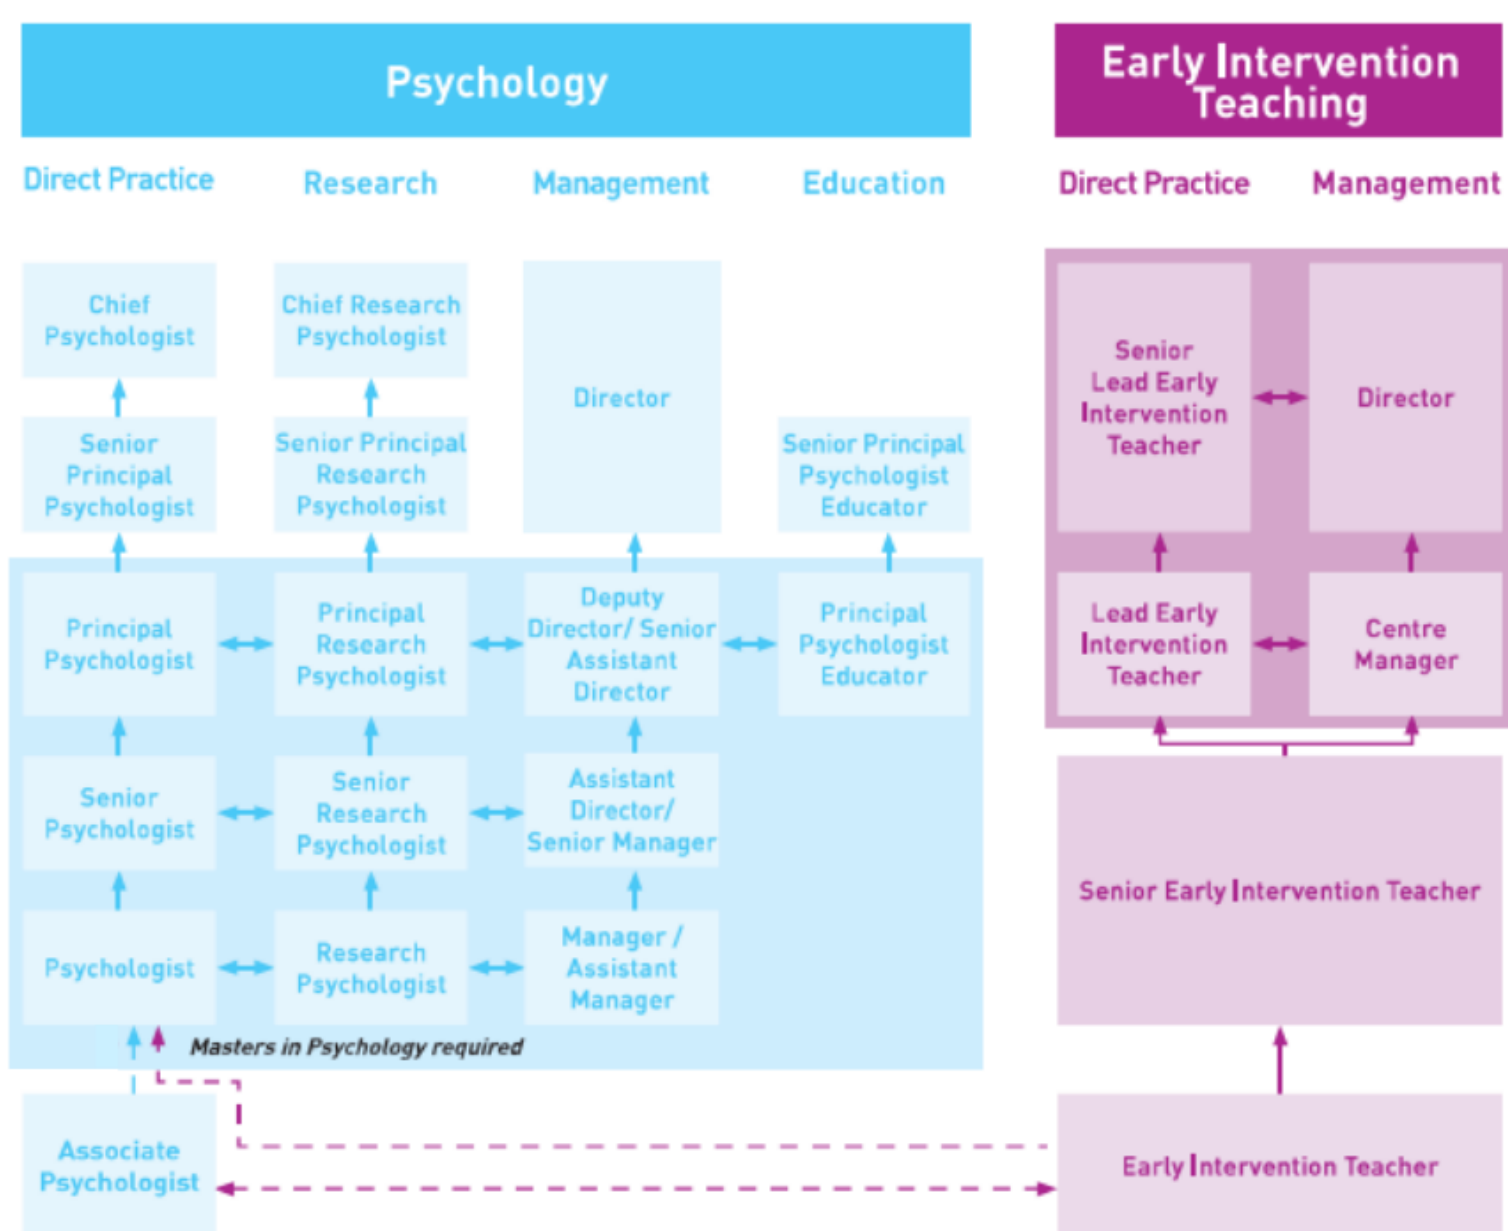 Psychology
Early Intervention
Teaching
Direct Practice
Research
Management
Education
Direct Practice
Management
Chief
Psychologist
Chief Research
Psychologist
Director
Senior
Lead Early
Intervention
Teacher
Director
Senior
Principal
Psychologist
Senior Principal
Research
Psychologist
Senior Principal
Psychologist
Educator
Principal
Psychologist
Principal
Research
Psychologist
Deputy
Director/ Senior
Assistant
Director
Principal
Psychologist
Educator
Lead Early
Intervention
Teacher
Centre
Manager
Senior
Psychologist
Senior
Research
Psychologist
Assistant
Director/
Senior Manager
Senior Early Intervention Teacher
Psychologist
Research
Psychologist
Manager /
Assistant
Manager
Masters in Psychology required
Associate
Psychologist
Early Intervention Teacher